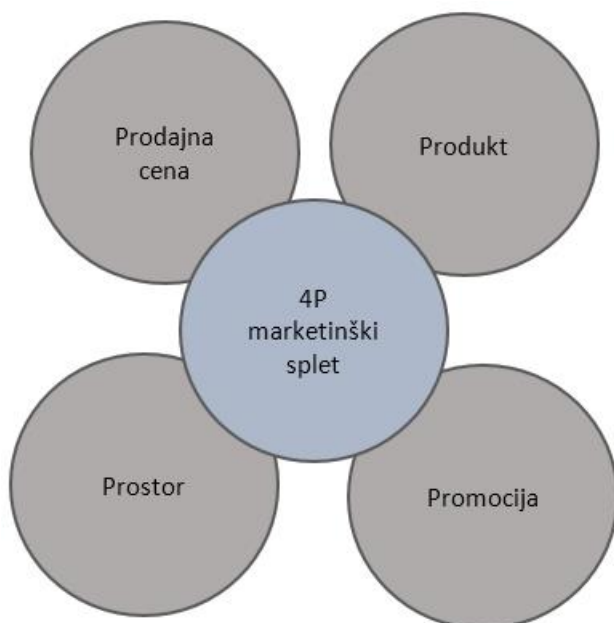 Prodajna
cena
Produkt
4P
marketinški
splet
Prostor
Promocija